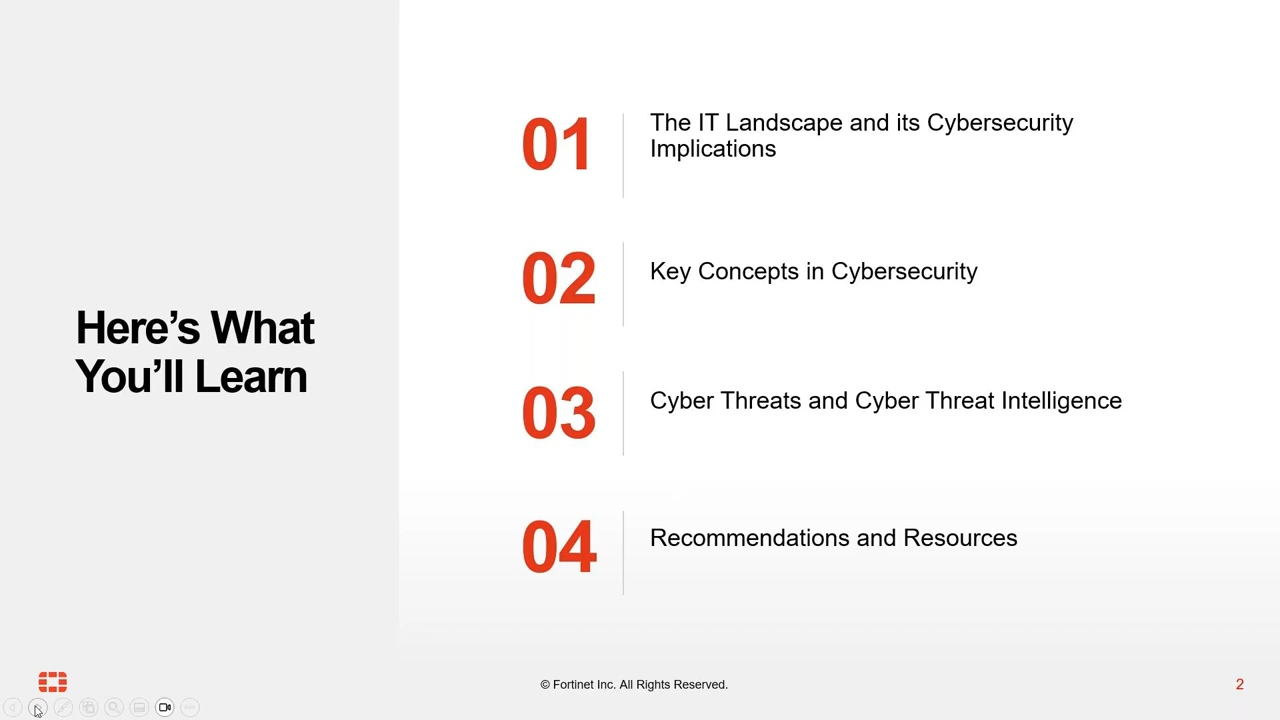 Here’s What
You’ll Learn
01
The IT Landscape and its Cybersecurity
Implications
02
Key Concepts in Cybersecurity
03
Cyber Threats and Cyber Threat Intelligence
04
Recommendations and Resources
© Fortinet Inc. All Rights Reserved.
2